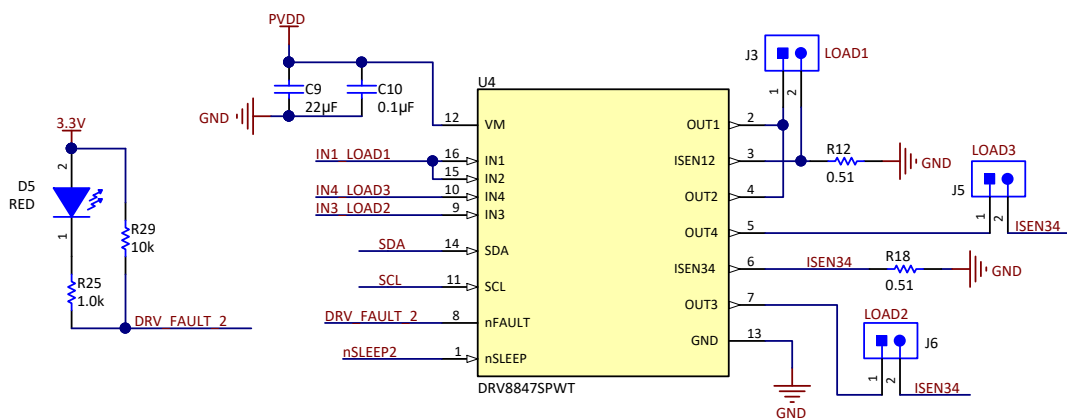 PVDD
C9
22µF
C10
0.1µF
GND
3.3V
2
D5
RED
1
R25
1.0k
R29
10k
DRV_FAULT_2
U4
12 VM
IN1_LOAD1 16 IN1
15 IN2
IN4_LOAD3 10 IN4
IN3_LOAD2 9 IN3
SDA 14 SDA
SCL 11 SCL
DRV_FAULT_2 8 nFAULT
nSLEEP2 1 nSLEEP
OUT1 2
ISEN12 3
OUT2 4
OUT4 5
ISEN34 6
OUT3 7
GND 13
DRV8847SPWT
J3
LOAD1
1
2
R12
0.51
GND
LOAD3
J5
1
2
ISEN34
ISEN34
R18
0.51
GND
LOAD2
J6
1
2
ISEN34
GND